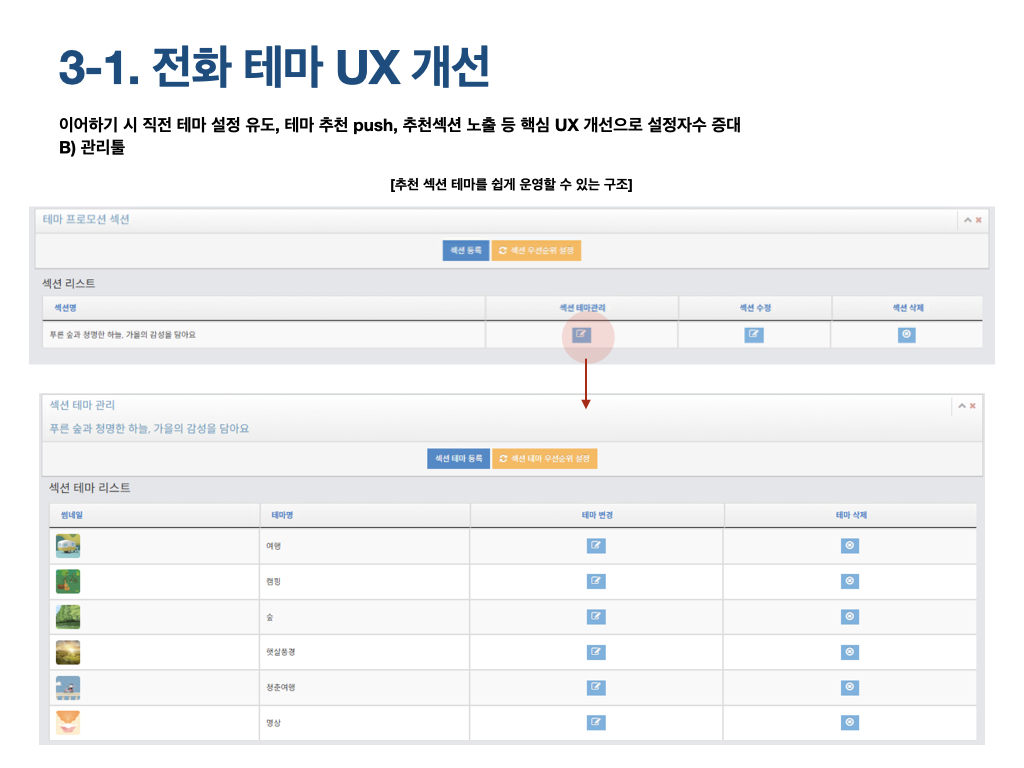 3-1. 전화 테마 UX 개선
이어하기 시 직전 테마 설정 유도, 테마 추천 push, 추천섹션 노출 등 핵심 UX 개선으로 설정자수 증대
B) 관리툴
[추천 섹션 테마를 쉽게 운영할 수 있는 구조]
테마 프로모션 섹션
섹션 등록 섹션 우선순위 설정
섹션 리스트
섹션명 섹션 테마관리 섹션 수정 섹션 삭제
푸른 숲과 청명한 하늘, 가을의 감성을 담아요
섹션 테마 관리
푸른 숲과 청명한 하늘, 가을의 감성을 담아요
섹션 테마 등록 섹션 테마 우선순위 설정
섹션 테마 리스트
썸네일 테마명 테마 변경 테마 삭제
여행
캠핑
숲
햇살풍경
청춘여행
명상